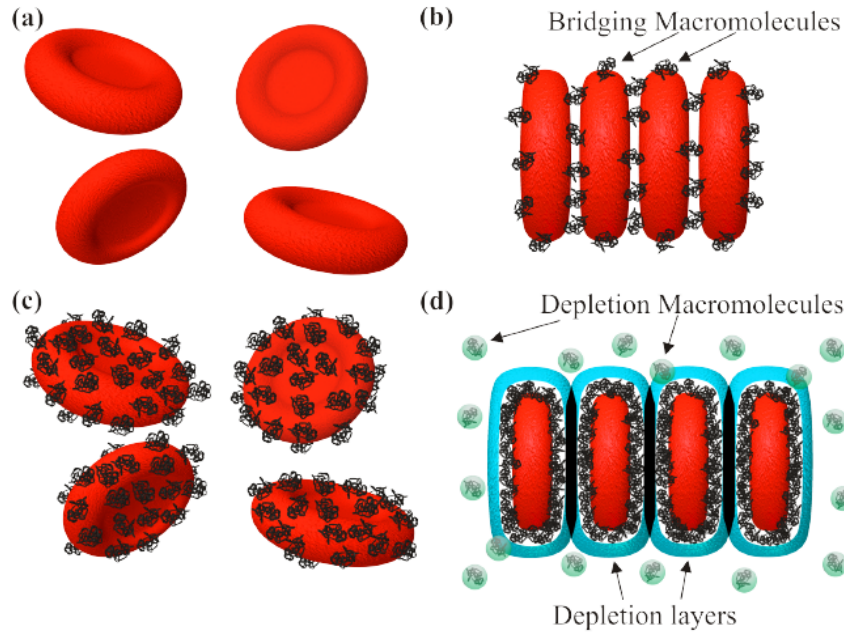 (a)
(b)
Bridging Macromolecules
(c)
(d)
Depletion Macromolecules
Depletion layers